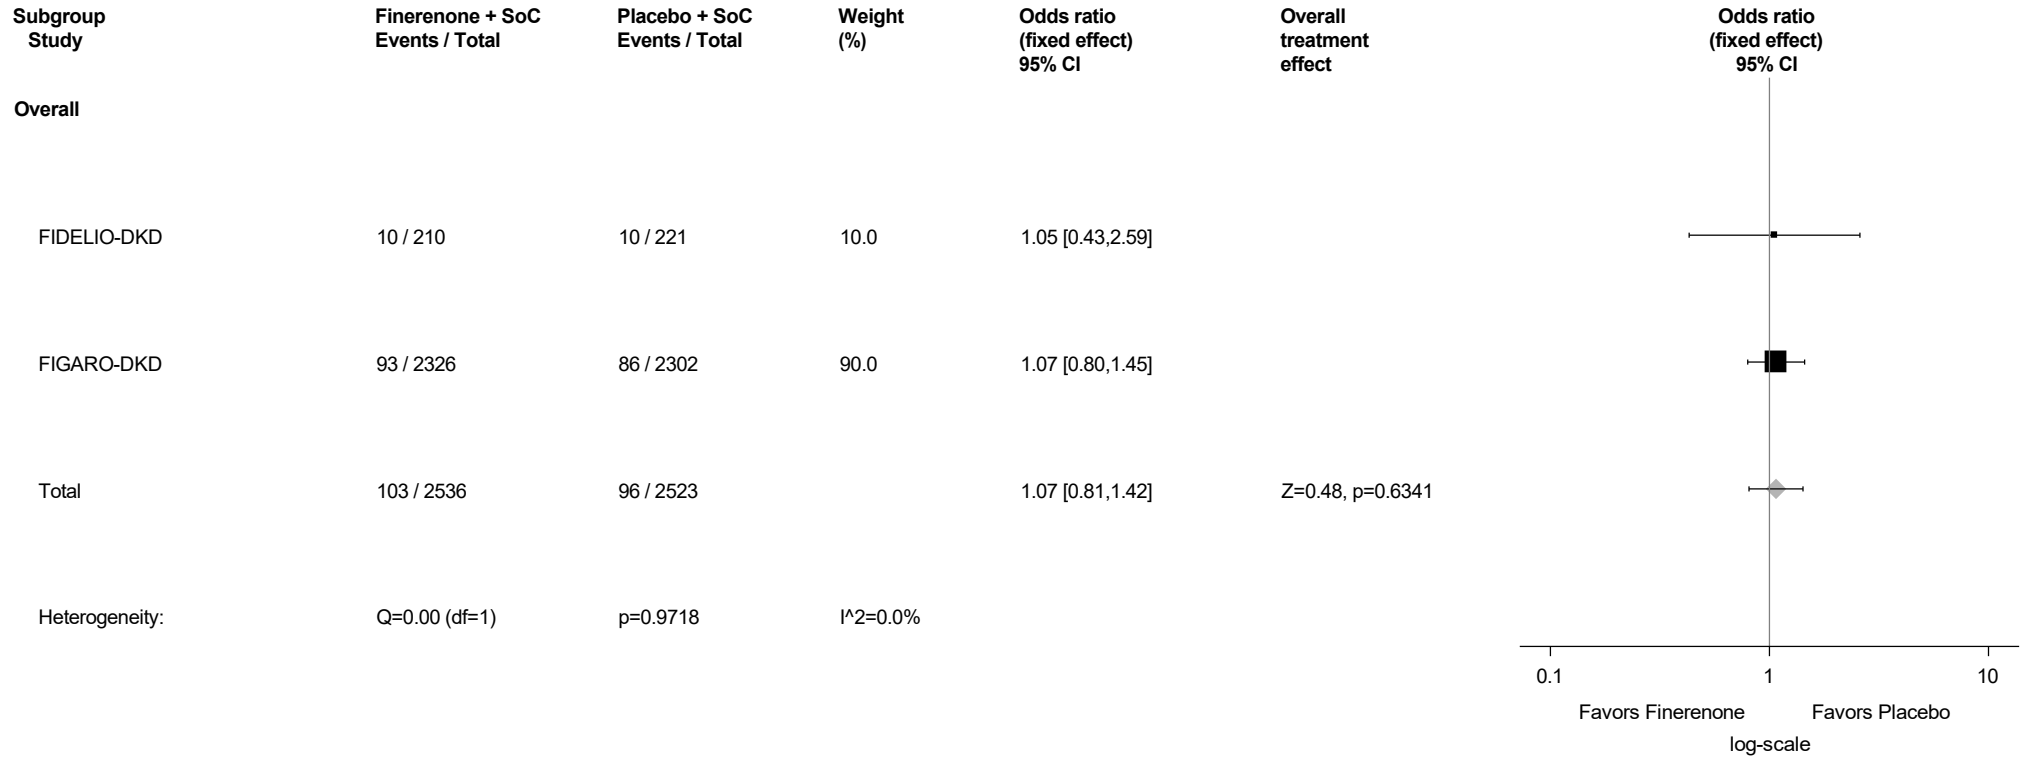 Subgroup Finerenone + SoC Placebo + SoC Weight Odds ratio Overall Odds ratio
Study Events / Total Events / Total (%) (fixed effect) treatment (fixed effect)
95% CI effect 95% CI
Overall
FIDELIO-DKD 10 / 210 10 / 221 10.0 1.05 [0.43,2.59]
FIGARO-DKD 93 / 2326 86 / 2302 90.0 1.07 [0.80,1.45]
Total 103 / 2536 96 / 2523 1.07 [0.81,1.42] Z=0.48, p=0.6341
Heterogeneity: Q=0.00 (df=1) p=0.9718 I^2=0.0%
0.1 1 10
Favors Finerenone Favors Placebo
log-scale